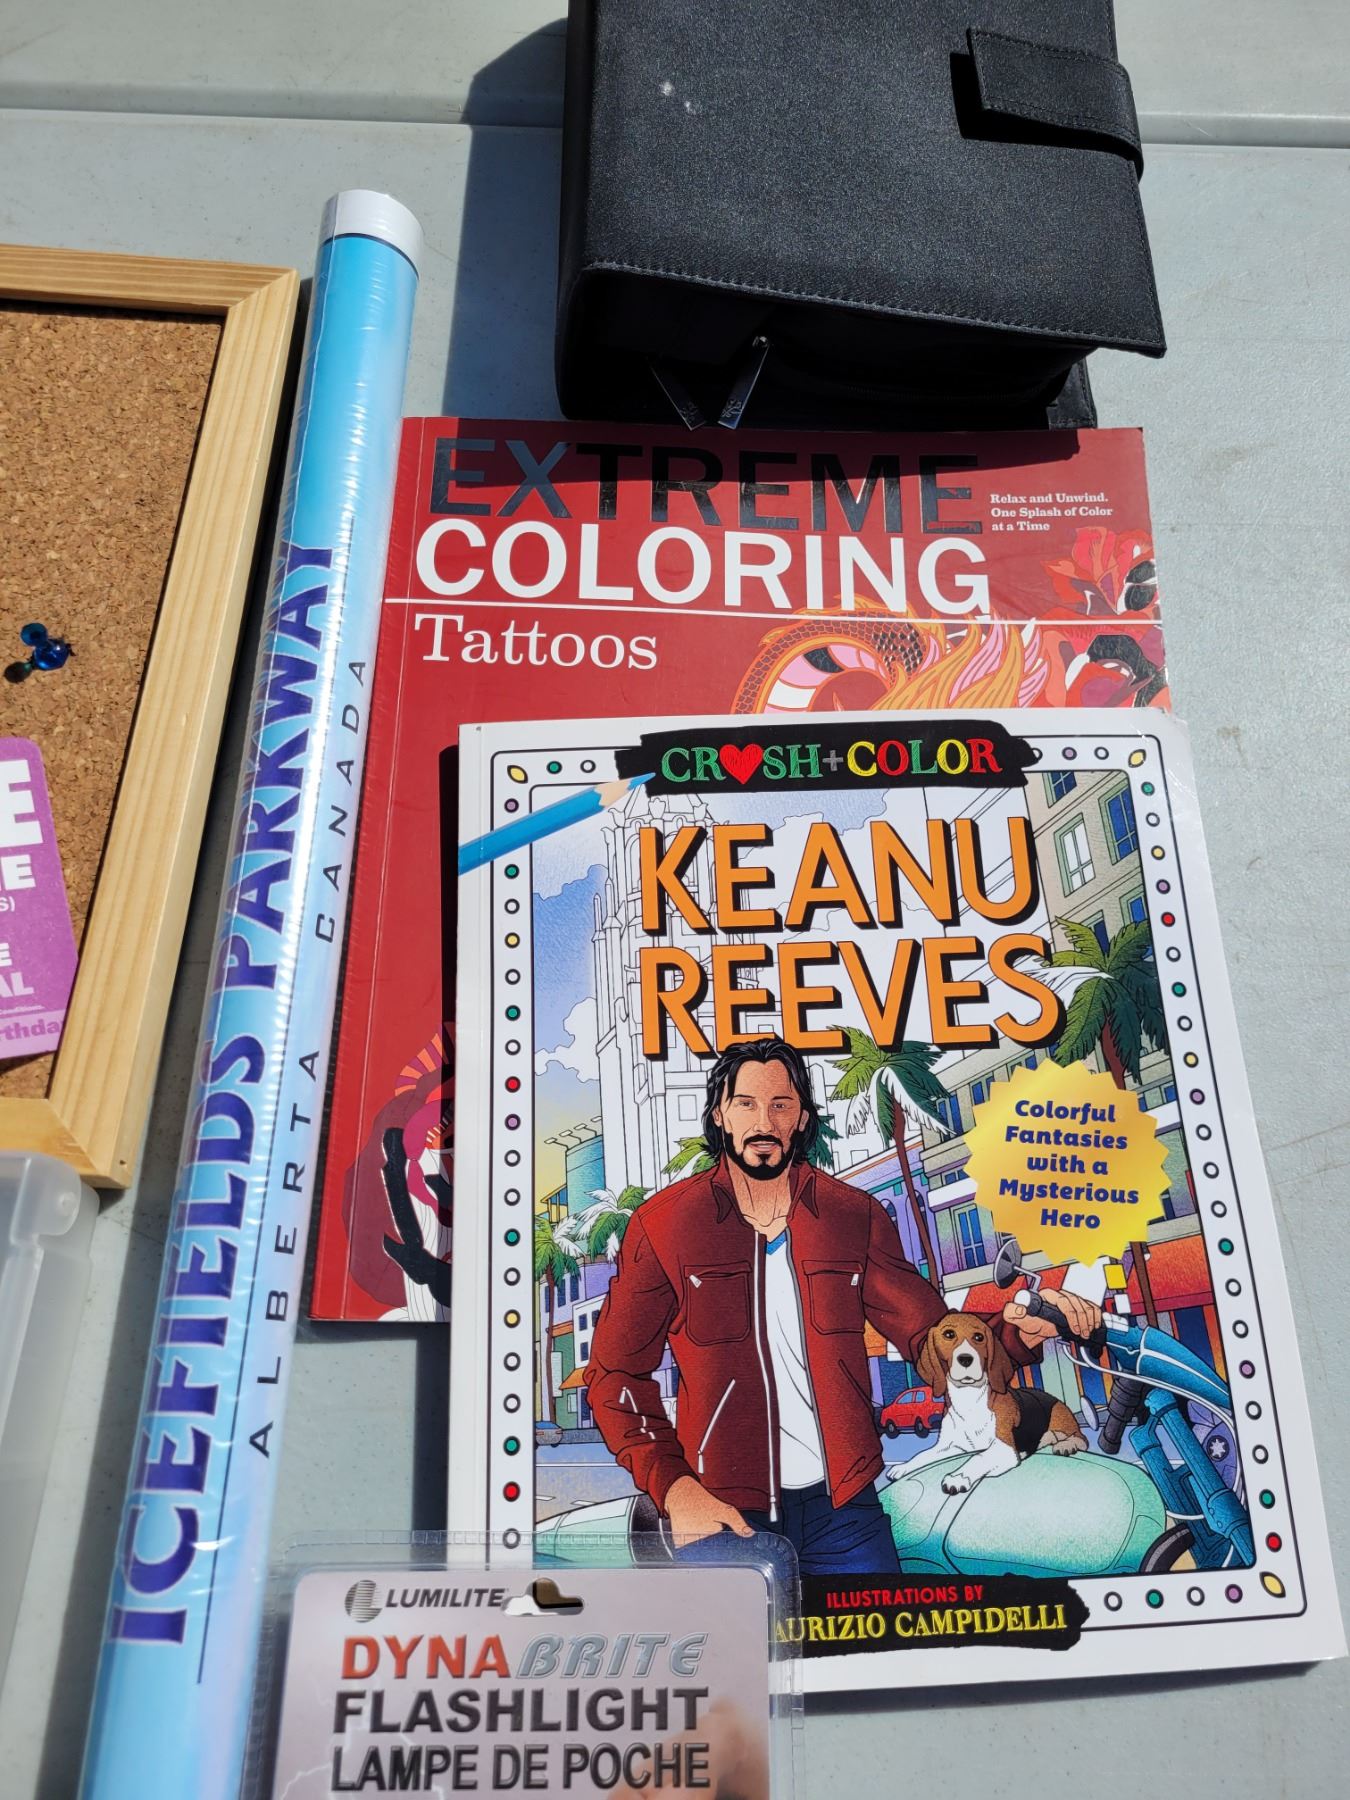 EXTREME
COLORING
Tattoos
Relax and Unwind.
One Splash of Color
at a Time
CRUSH+COLOR
KEANU
REEVES
Colorful
Fantasies
with a
Mysterious
Hero
ILLUSTRATIONS BY
CAMPIDELLI
ICEFIELDS PARKWAY
ALBERTA CANADA
LUMILITE
DYNABRITE
FLASHLIGHT
LAMPE DE POCHE